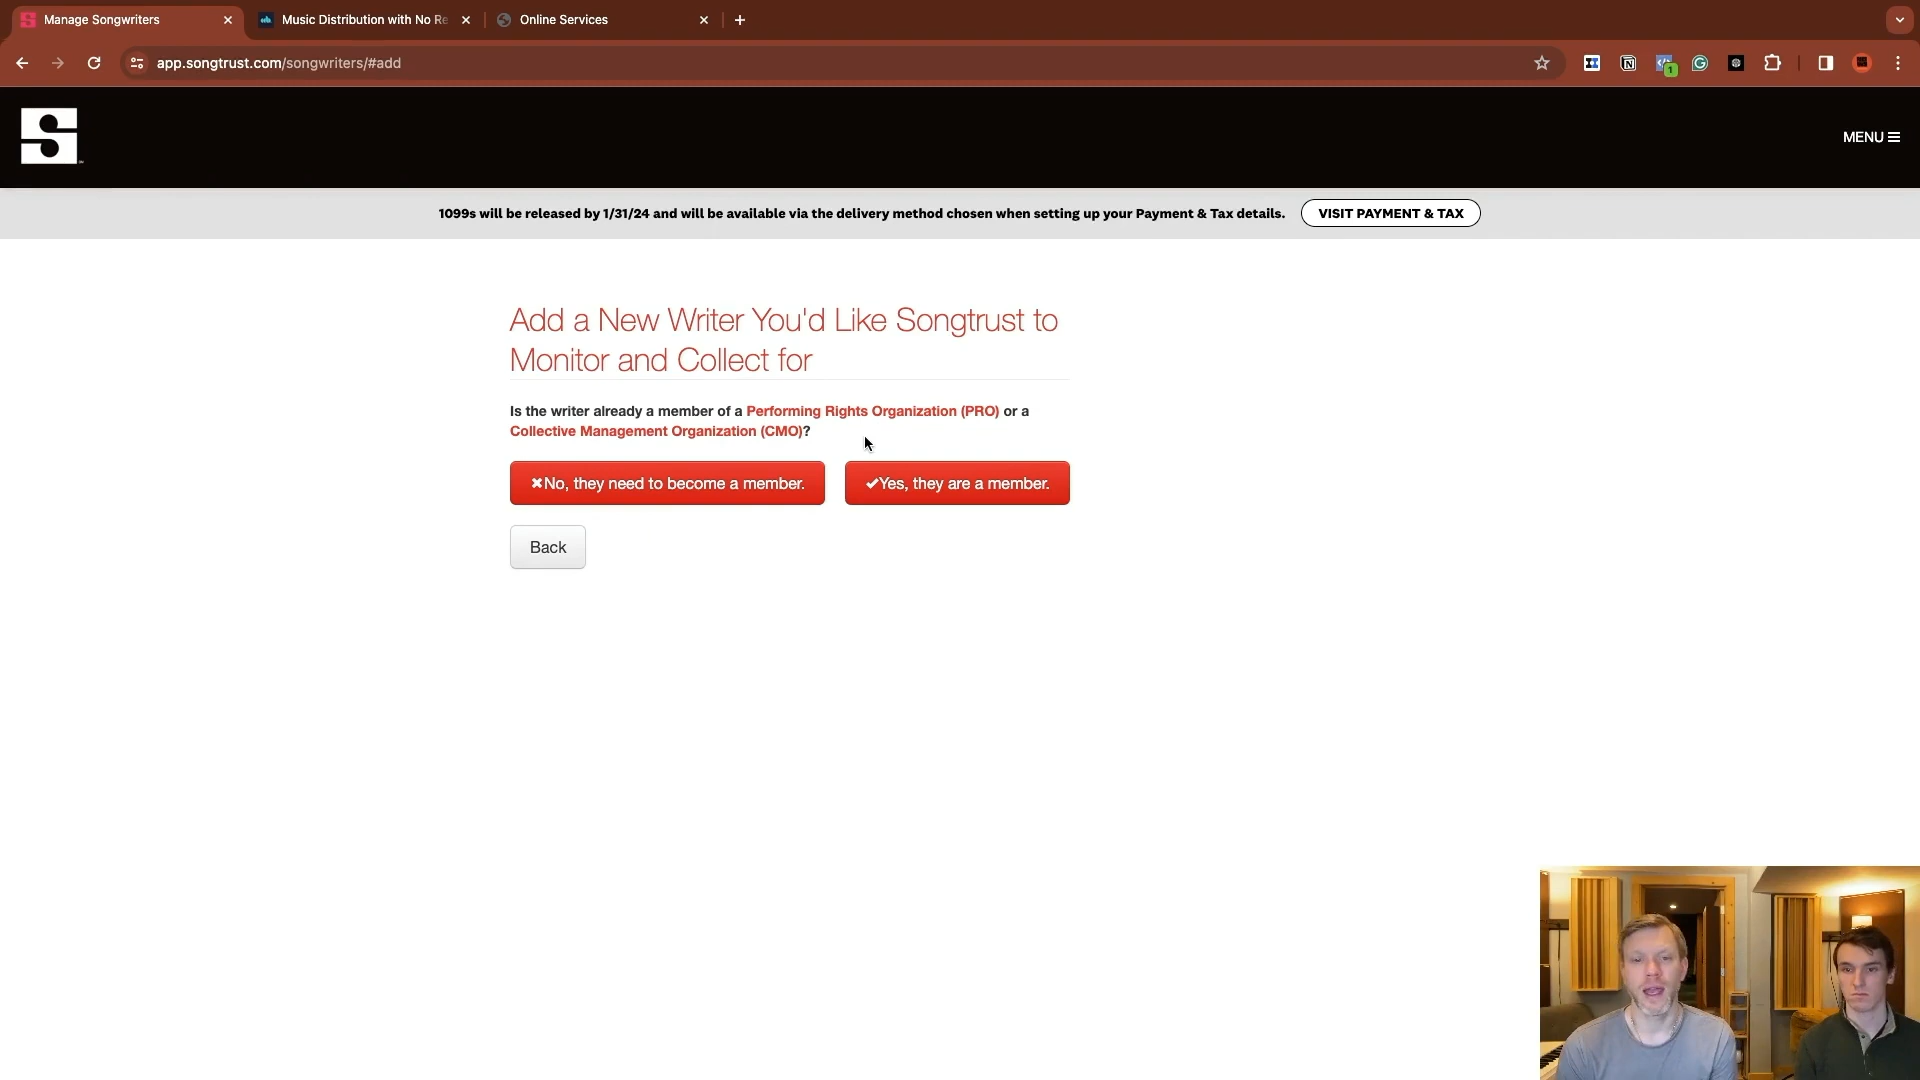 Manage Songwriters
Music Distribution with No Re
Online Services
app.songtrust.com/songwriters/#add
1
S
MENU
1099s will be released by 1/31/24 and will be available via the delivery method chosen when setting up your Payment & Tax details.
VISIT PAYMENT & TAX
Add a New Writer You'd Like Songtrust to
Monitor and Collect for
Is the writer already a member of a Performing Rights Organization (PRO) or a
Collective Management Organization (CMO)?
No, they need to become a member.
Yes, they are a member.
Back